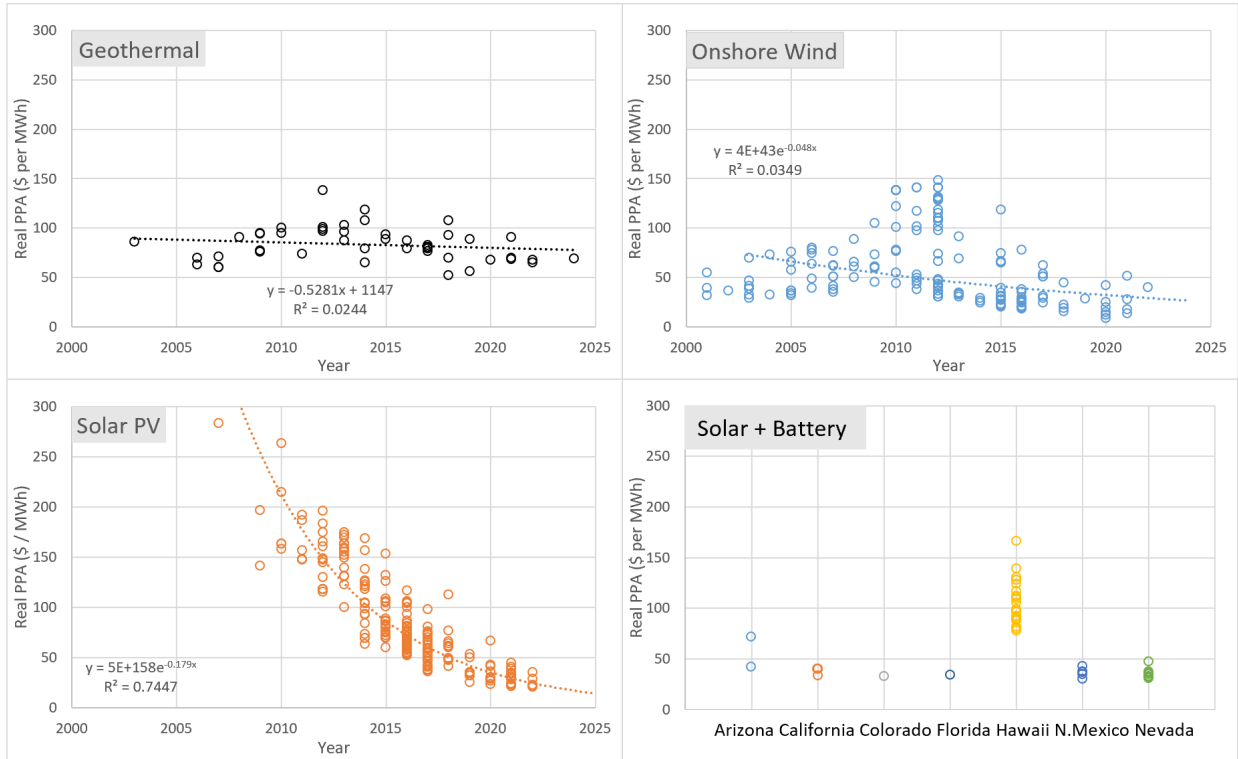 Geothermal
300
250
200
150
100
50
0
Real PPA ($ per MWh)
y = -0.5281x + 1147
R² = 0.0244
2000 2005 2010 2015 2020 2025
Year
Onshore Wind
300
250
200
150
100
50
0
Real PPA ($ per MWh)
y = 4E+43e^-0.048x
R² = 0.0349
2000 2005 2010 2015 2020 2025
Year
Solar PV
300
250
200
150
100
50
0
Real PPA ($ / MWh)
y = 5E+158e^-0.179x
R² = 0.7447
2000 2005 2010 2015 2020 2025
Year
Solar + Battery
300
250
200
150
100
50
0
Real PPA ($ per MWh)
Arizona California Colorado Florida Hawaii N.Mexico Nevada